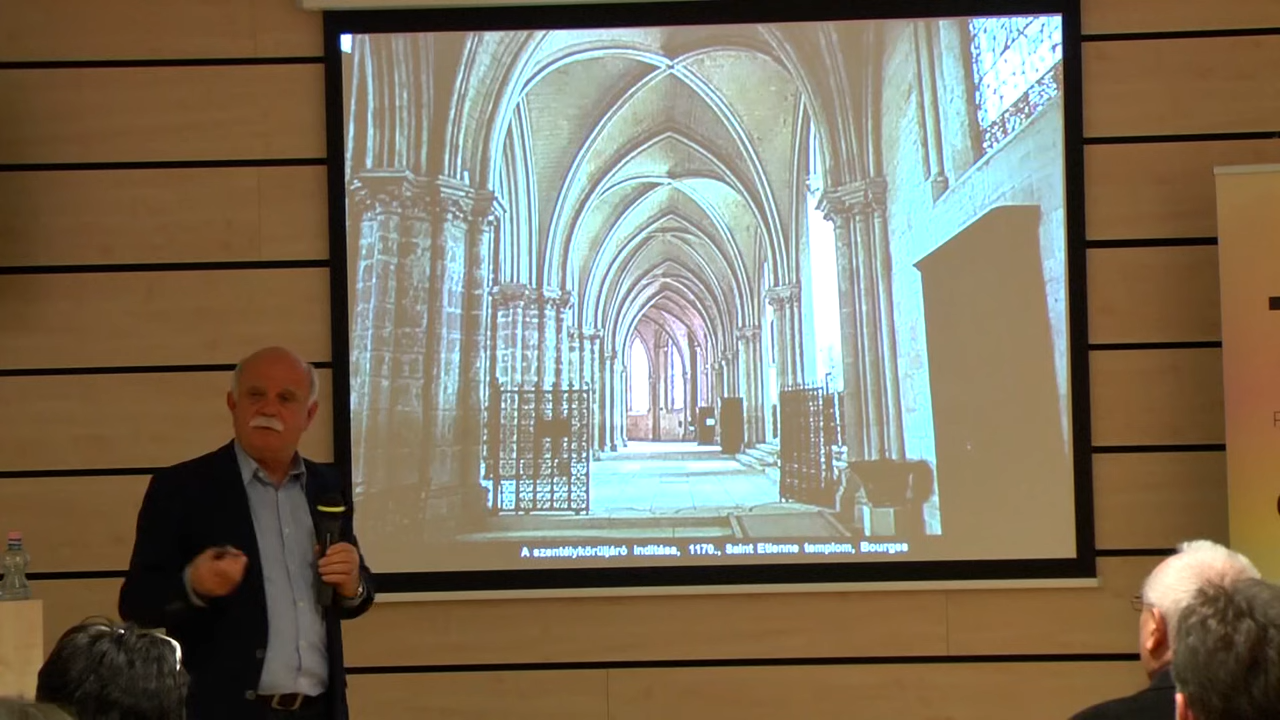 A szentélykörüljáró indítása, 1170., Saint Etienne templom, Bourges